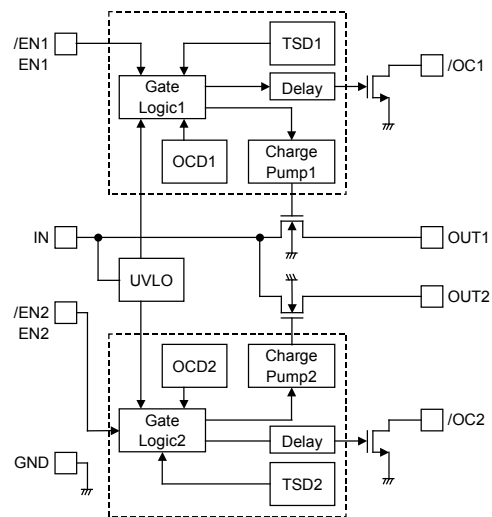 /EN1
EN1
TSD1
/OC1
Gate
Logic1
Delay
OCD1
Charge
Pump1
IN
OUT1
UVLO
OUT2
/EN2
EN2
OCD2
Charge
Pump2
Gate
Logic2
Delay
/OC2
GND
TSD2